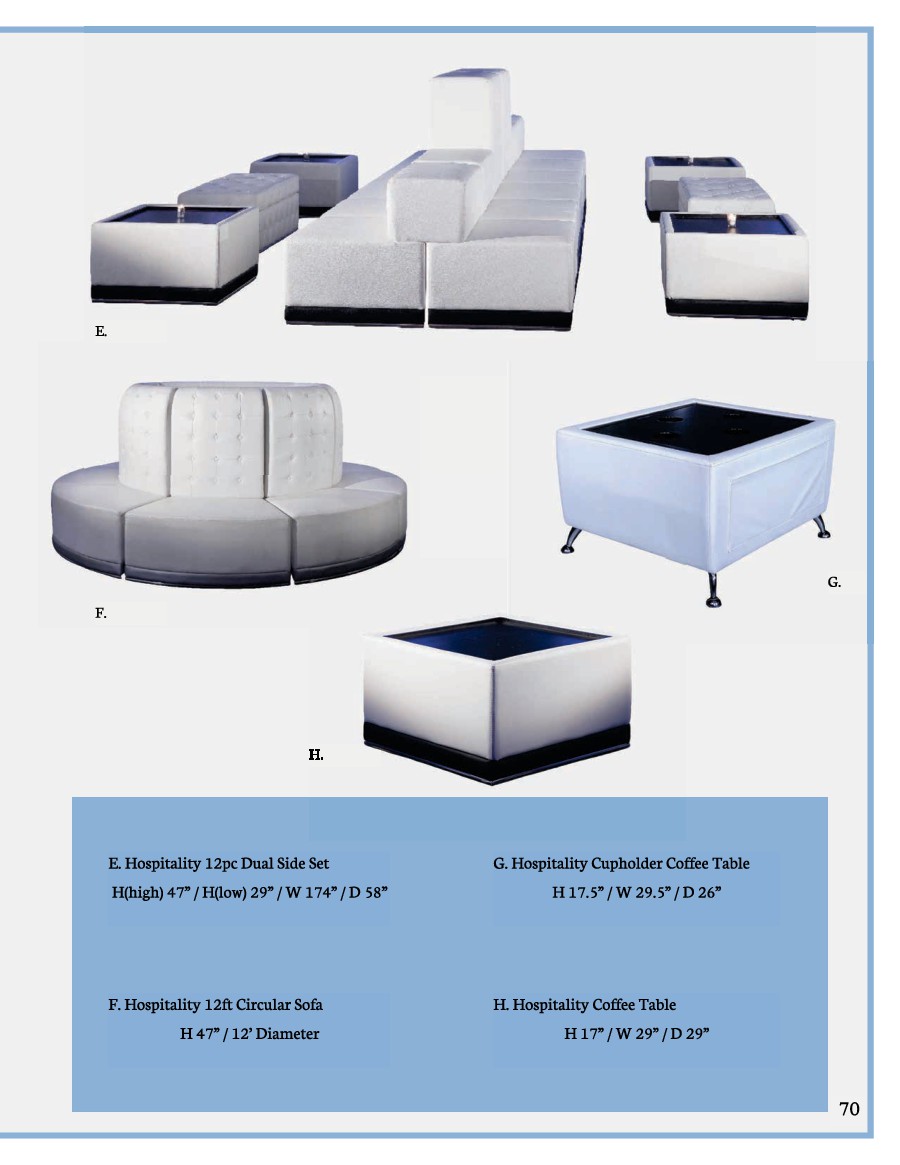 E.
F.
G.
H.
E. Hospitality 12pc Dual Side Set
H(high) 47” / H(low) 29” / W 174” / D 58”
G. Hospitality Cupholder Coffee Table
H 17.5” / W 29.5” / D 26”
F. Hospitality 12ft Circular Sofa
H 47” / 12’ Diameter
H. Hospitality Coffee Table
H 17” / W 29” / D 29”
70